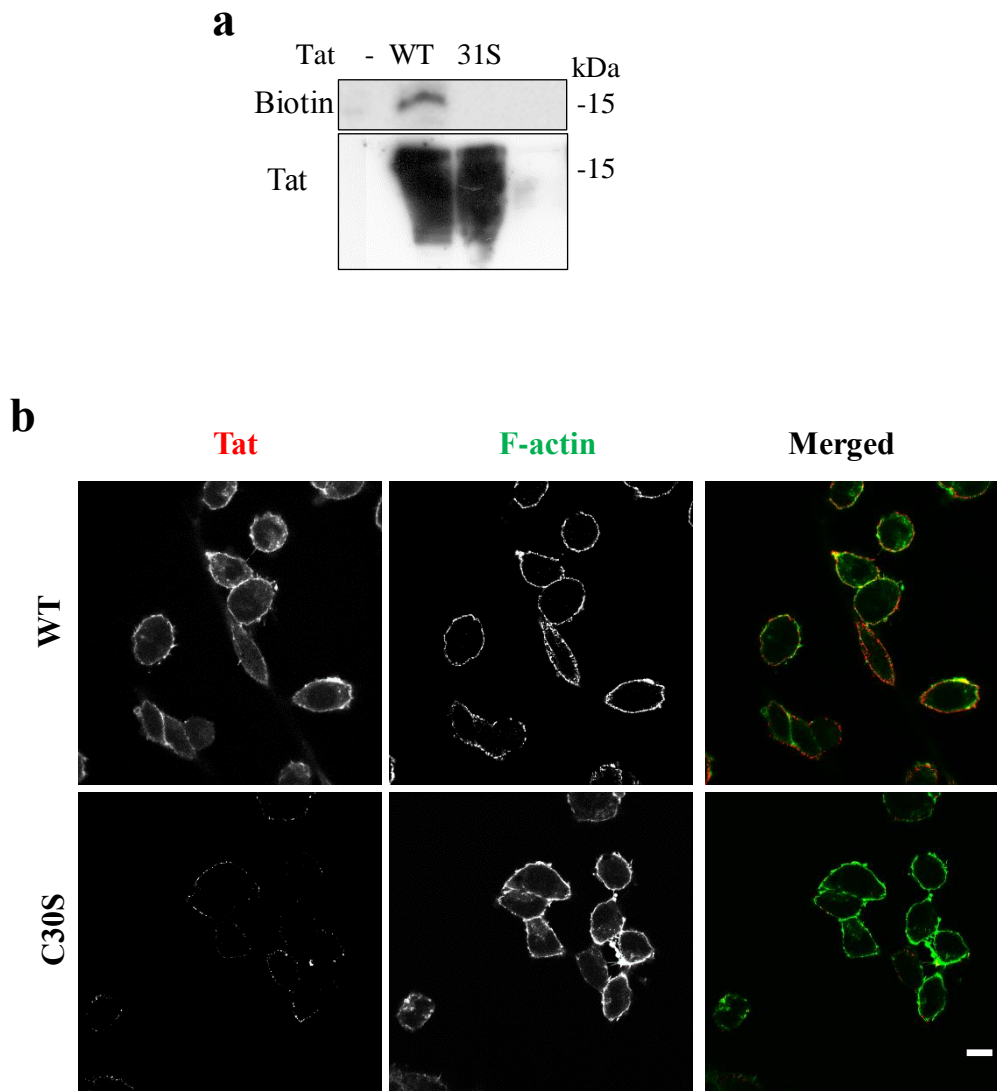 a
Tat - WT 31S
kDa
Biotin -15
Tat -15
b
Tat F-actin Merged
WT
C30S